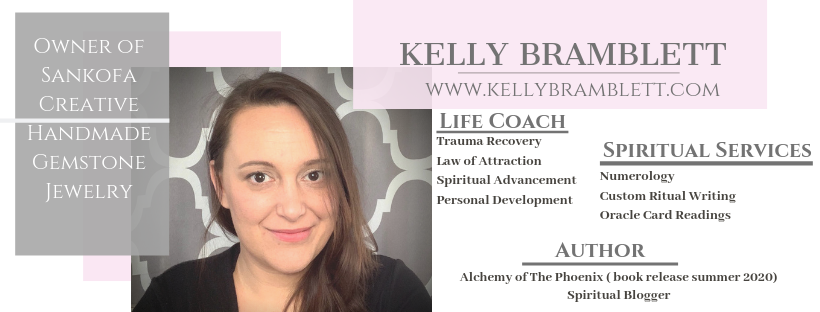 Owner of
Sankofa
Creative
Handmade
Gemstone
Jewelry
KELLY BRAMBLETT
WWW.KELLYBRAMBLETT.COM
Life Coach
Trauma Recovery
Law of Attraction
Spiritual Advancement
Personal Development
Spiritual Services
Numerology
Custom Ritual Writing
Oracle Card Readings
Author
Alchemy of The Phoenix ( book release summer 2020)
Spiritual Blogger